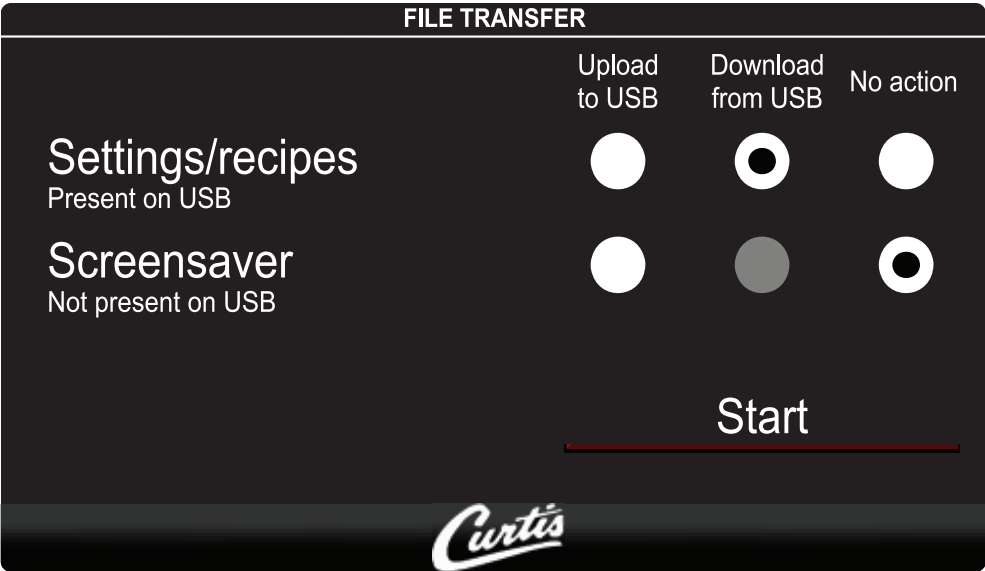 FILE TRANSFER
Upload
to USB
Download
from USB
No action
Settings/recipes
Present on USB
Screensaver
Not present on USB
Start
Curtis